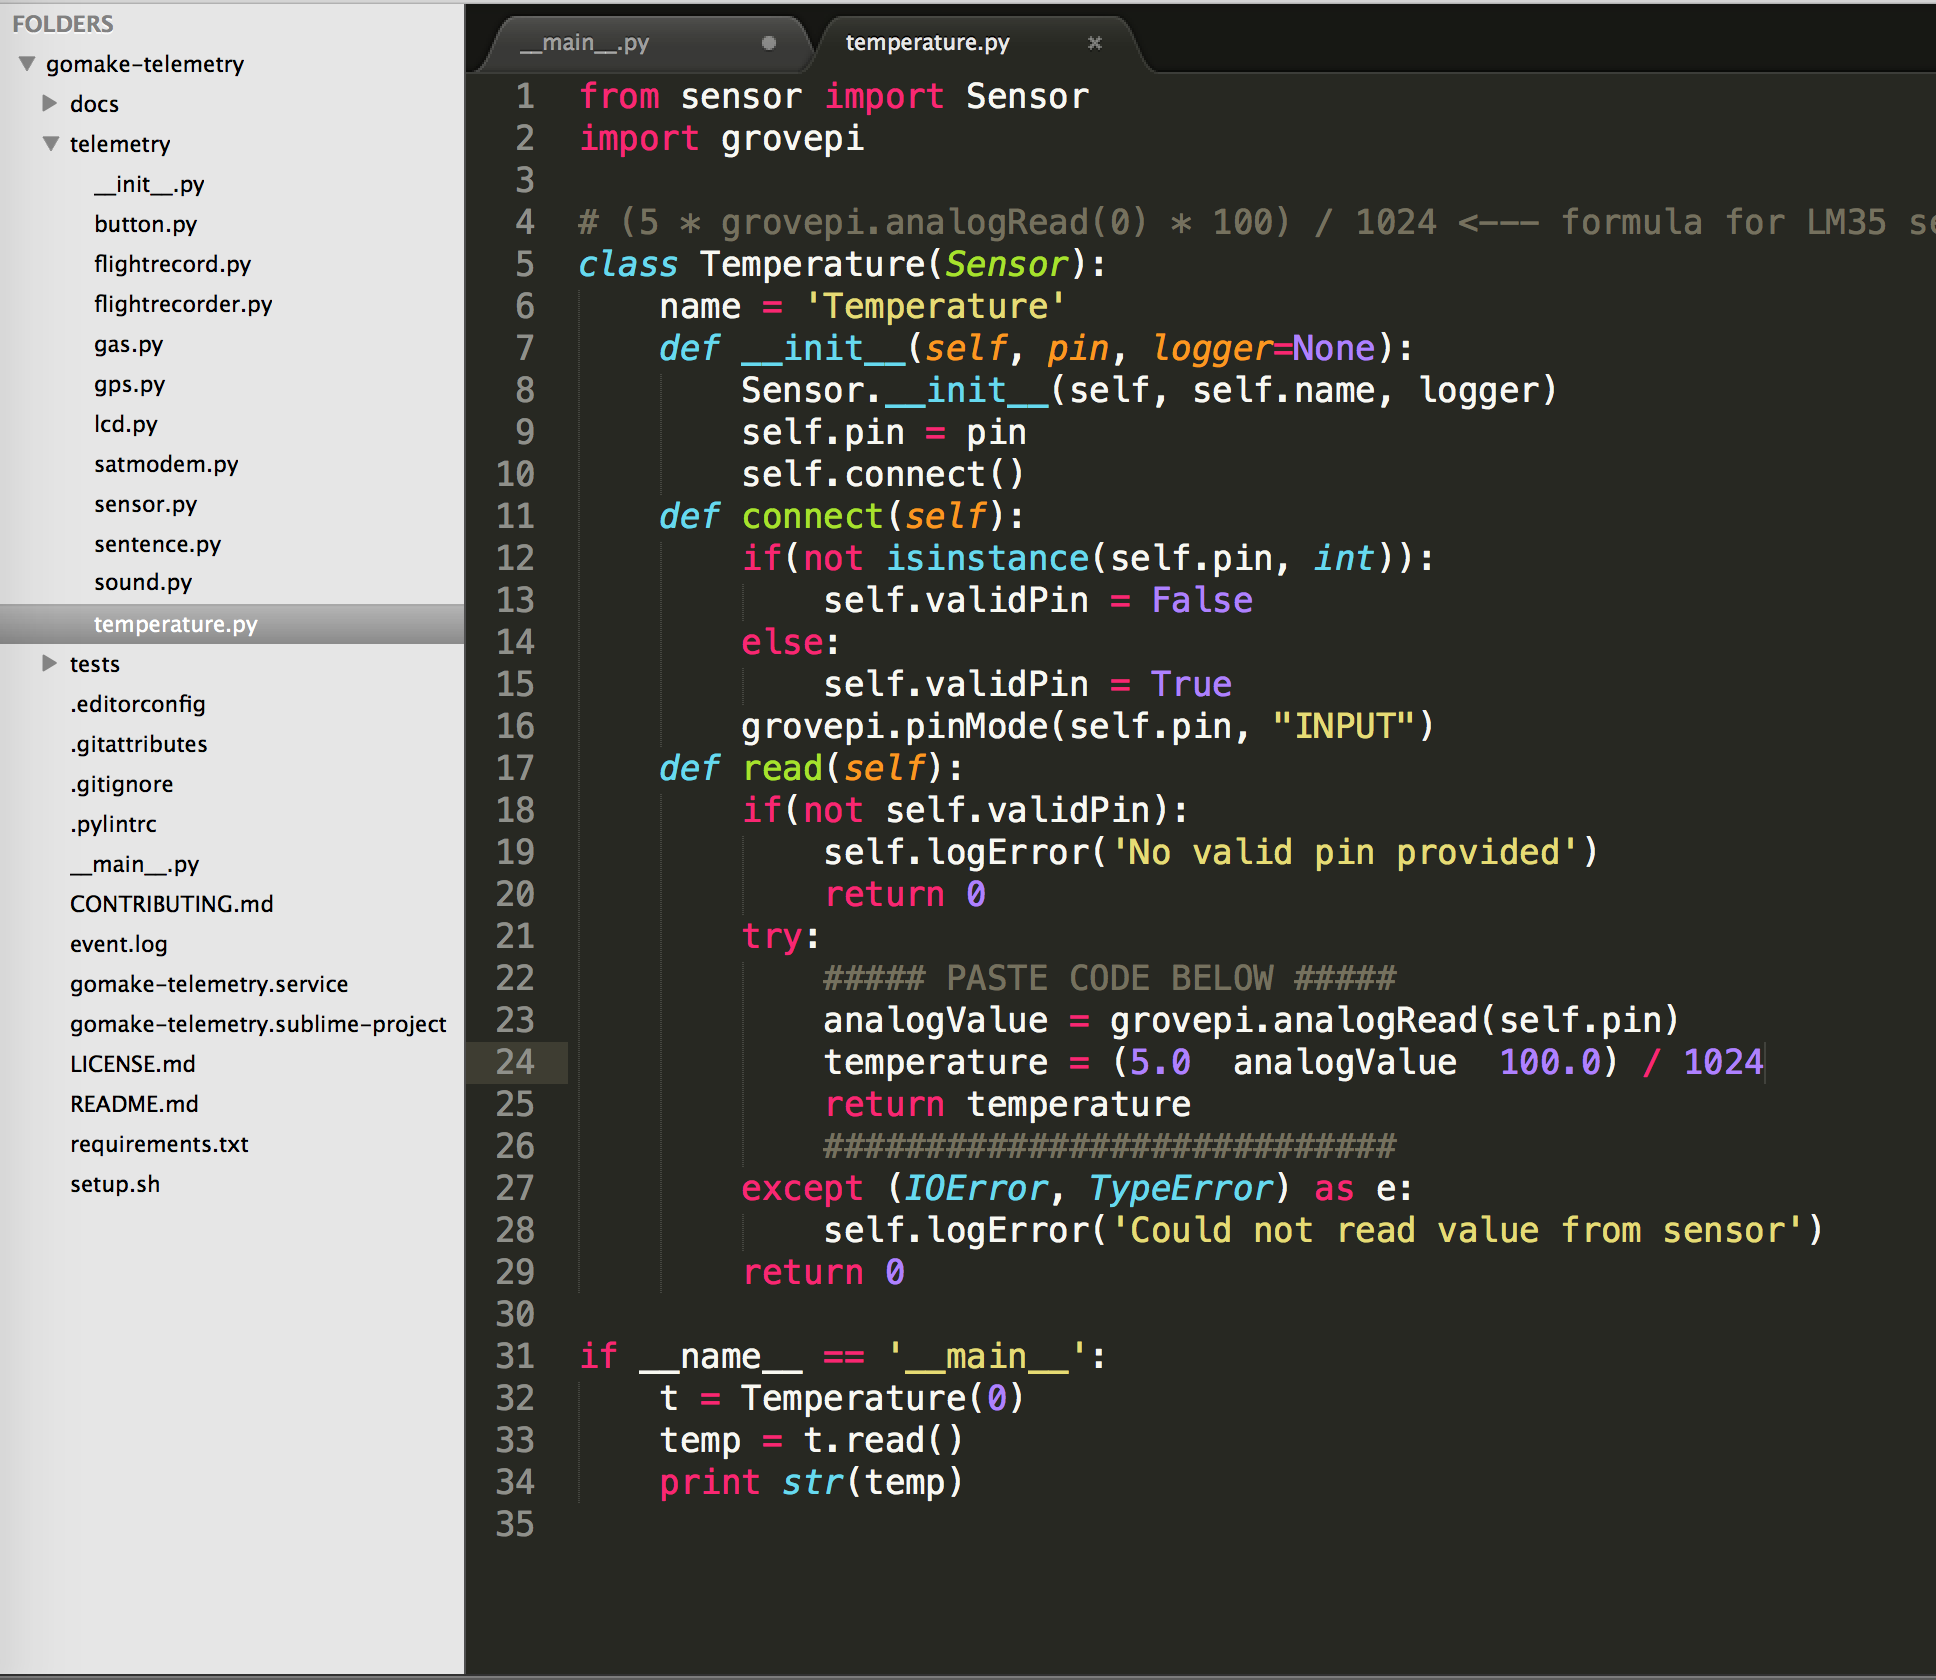 FOLDERS
gomake-telemetry
docs
telemetry
__init__.py
button.py
flightrecord.py
flightrecorder.py
gas.py
gps.py
lcd.py
satmodem.py
sensor.py
sentence.py
sound.py
temperature.py
tests
.editorconfig
.gitattributes
.gitignore
.pylintrc
__main__.py
CONTRIBUTING.md
event.log
gomake-telemetry.service
gomake-telemetry.sublime-project
LICENSE.md
README.md
requirements.txt
setup.sh
__main__.py
temperature.py ×
1 from sensor import Sensor
2 import grovepi
3
4 # (5 * grovepi.analogRead(0) * 100) / 1024 <--- formula for LM35 se
5 class Temperature(Sensor):
6     name = 'Temperature'
7     def __init__(self, pin, logger=None):
8         Sensor.__init__(self, self.name, logger)
9         self.pin = pin
10         self.connect()
11     def connect(self):
12         if(not isinstance(self.pin, int)):
13             self.validPin = False
14         else:
15             self.validPin = True
16         grovepi.pinMode(self.pin, "INPUT")
17     def read(self):
18         if(not self.validPin):
19             self.logError('No valid pin provided')
20             return 0
21         try:
22             ##### PASTE CODE BELOW #####
23             analogValue = grovepi.analogRead(self.pin)
24             temperature = (5.0  analogValue  100.0) / 1024
25             return temperature
26             ############################
27         except (IOError, TypeError) as e:
28             self.logError('Could not read value from sensor')
29         return 0
30
31 if __name__ == '__main__':
32     t = Temperature(0)
33     temp = t.read()
34     print str(temp)
35